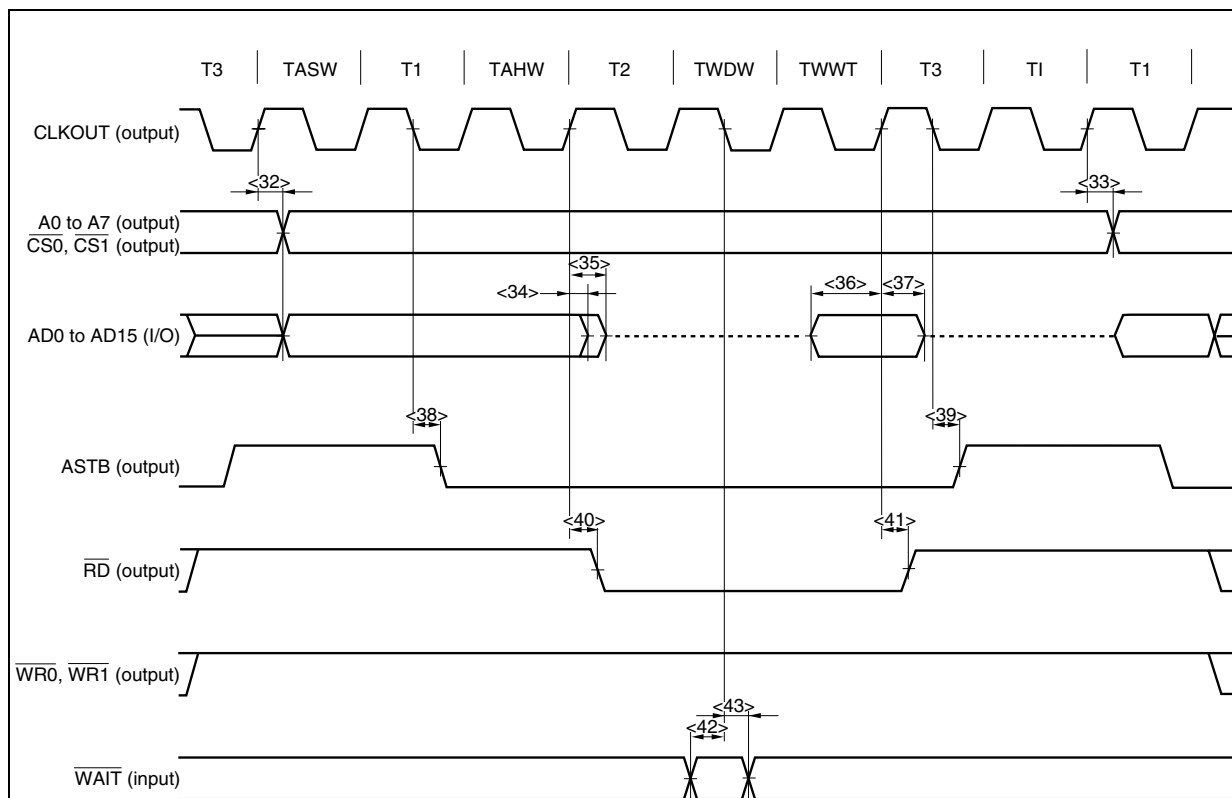 T3 TASW T1 TAHW T2 TWDW TWWT T3 TI T1
CLKOUT (output)
<32> <33>
A0 to A7 (output)
CS0, CS1 (output)
<35>
<34> <36> <37>
AD0 to AD15 (I/O)
<38> <39>
ASTB (output)
<40> <41>
RD (output)
WR0, WR1 (output)
<43>
<42>
WAIT (input)